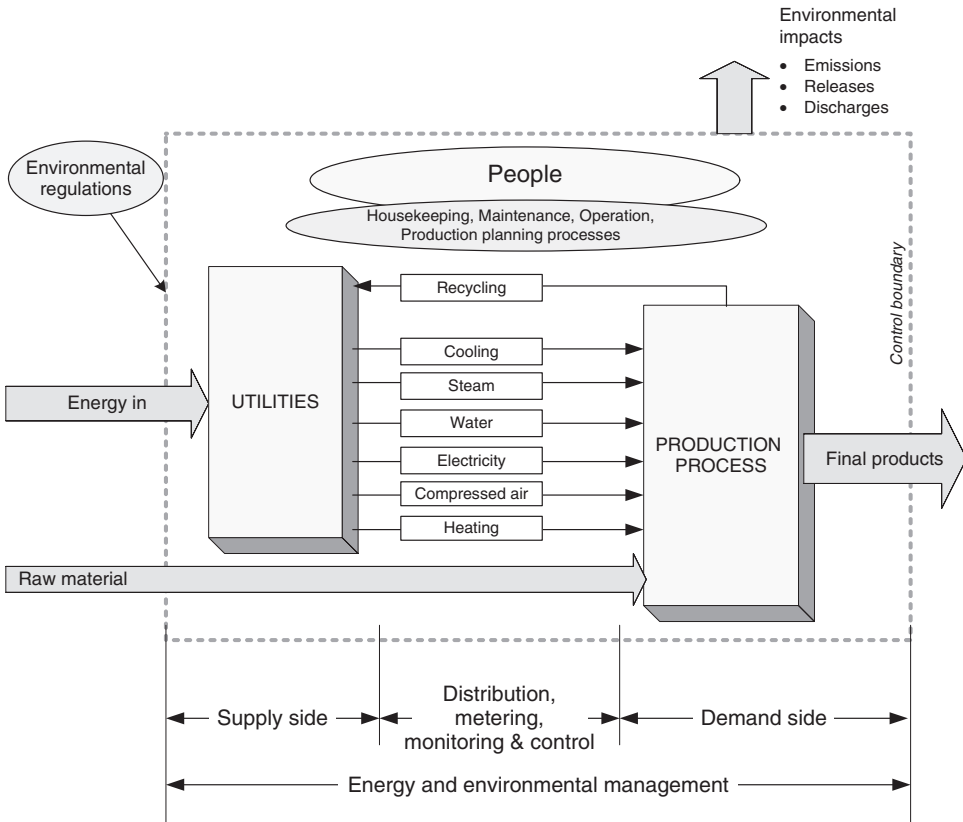 Environmental
impacts
• Emissions
• Releases
• Discharges
Environmental
regulations
People
Housekeeping, Maintenance, Operation,
Production planning processes
Control boundary
Recycling
Cooling
Steam
Water
Electricity
Compressed air
Heating
Energy in
UTILITIES
PRODUCTION
PROCESS
Final products
Raw material
Supply side
Distribution,
metering,
monitoring & control
Demand side
Energy and environmental management